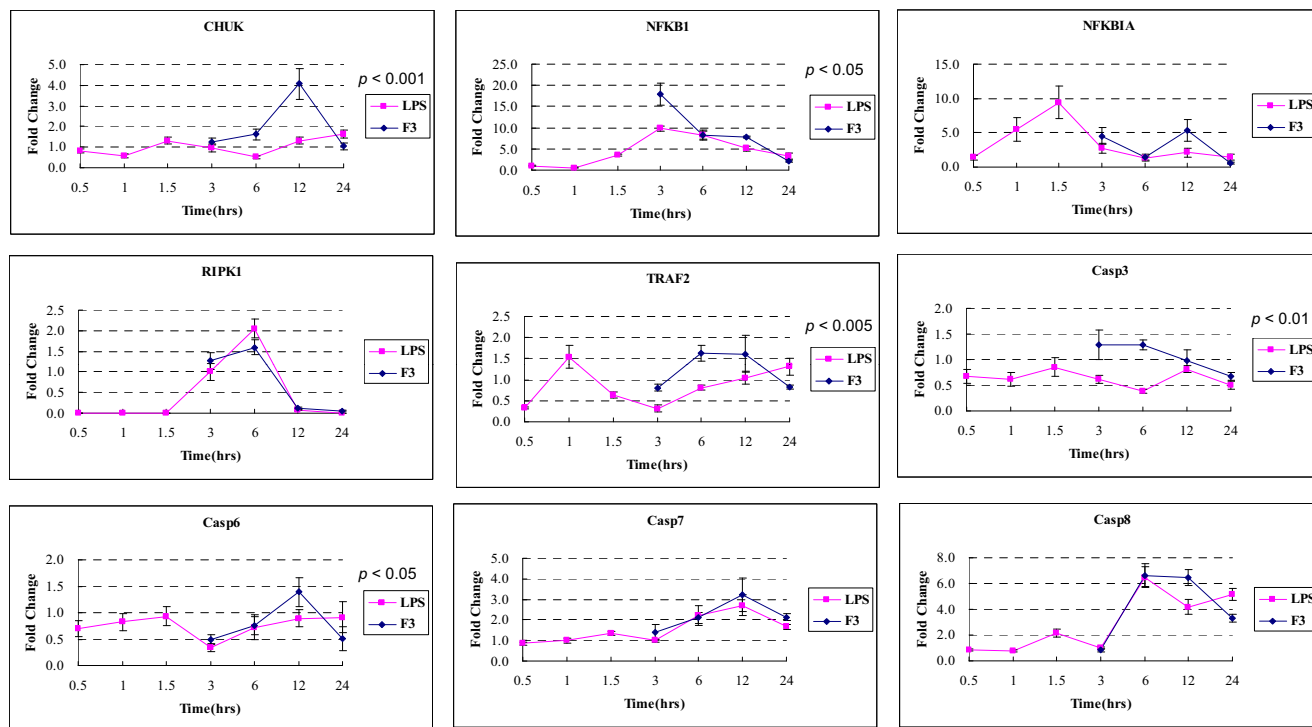 CHUK
5.0
4.0
3.0
2.0
1.0
0.0
Fold Change
0.5 1 1.5 3 6 12 24
Time(hrs)
p < 0.001
LPS
F3
NFKB1
25.0
20.0
15.0
10.0
5.0
0.0
Fold Change
0.5 1 1.5 3 6 12 24
Time(hrs)
p < 0.05
LPS
F3
NFKBIA
15.0
10.0
5.0
0.0
Fold Change
0.5 1 1.5 3 6 12 24
Time(hrs)
LPS
F3
RIPK1
2.5
2.0
1.5
1.0
0.5
0.0
Fold Change
0.5 1 1.5 3 6 12 24
Time(hrs)
LPS
F3
TRAF2
2.5
2.0
1.5
1.0
0.5
0.0
Fold Change
0.5 1 1.5 3 6 12 24
Time(hrs)
p < 0.005
LPS
F3
Casp3
2.0
1.5
1.0
0.5
0.0
Fold Change
0.5 1 1.5 3 6 12 24
Time(hrs)
p < 0.01
LPS
F3
Casp6
2.0
1.5
1.0
0.5
0.0
Fold Change
0.5 1 1.5 3 6 12 24
Time(hrs)
p < 0.05
LPS
F3
Casp7
5.0
4.0
3.0
2.0
1.0
0.0
Fold Change
0.5 1 1.5 3 6 12 24
Time(hrs)
LPS
F3
Casp8
8.0
6.0
4.0
2.0
0.0
Fold Change
0.5 1 1.5 3 6 12 24
Time(hrs)
LPS
F3